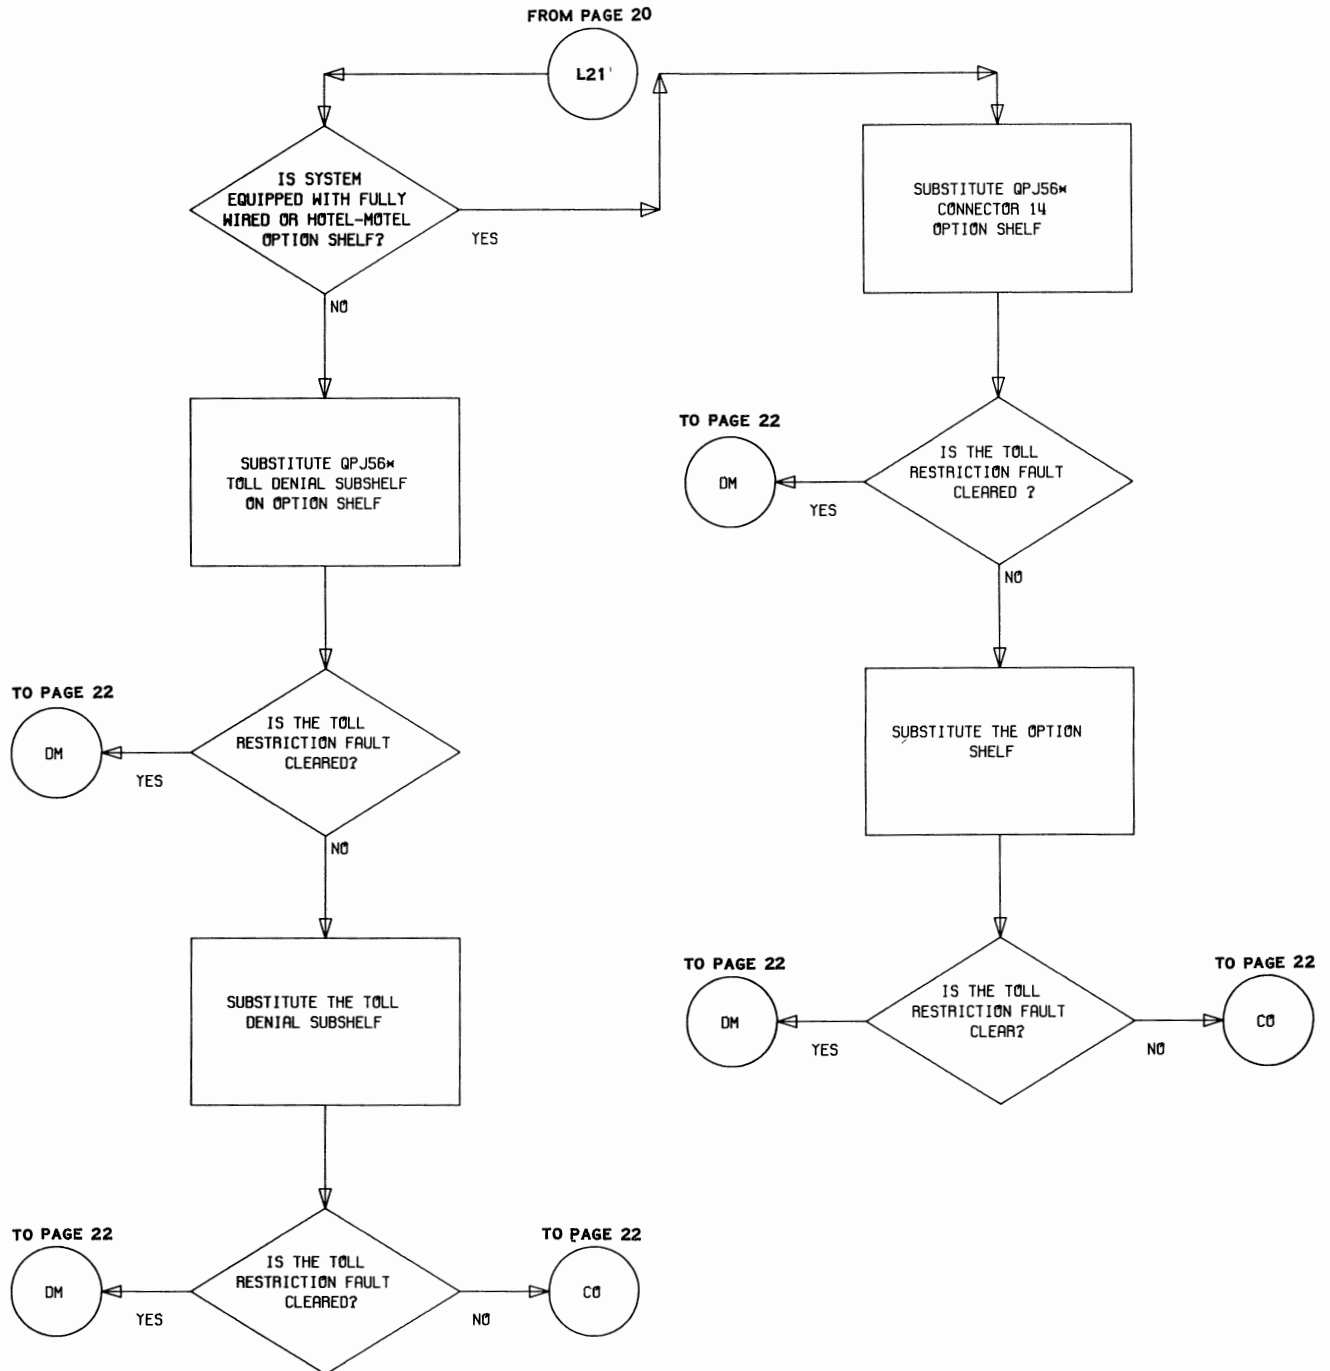 FROM PAGE 20
L21
IS SYSTEM
EQUIPPED WITH FULLY
WIRED OR HOTEL-MOTEL
OPTION SHELF?
YES
NO
SUBSTITUTE QPJ56*
TOLL DENIAL SUBSHELF
ON OPTION SHELF
IS THE TOLL
RESTRICTION FAULT
CLEARED?
TO PAGE 22
DM
YES
NO
SUBSTITUTE THE TOLL
DENIAL SUBSHELF
IS THE TOLL
RESTRICTION FAULT
CLEARED?
TO PAGE 22
DM
YES
NO
TO PAGE 22
CO
SUBSTITUTE QPJ56*
CONNECTOR 14
OPTION SHELF
IS THE TOLL
RESTRICTION FAULT
CLEARED ?
TO PAGE 22
DM
YES
NO
SUBSTITUTE THE OPTION
SHELF
IS THE TOLL
RESTRICTION FAULT
CLEAR?
TO PAGE 22
DM
YES
NO
TO PAGE 22
CO